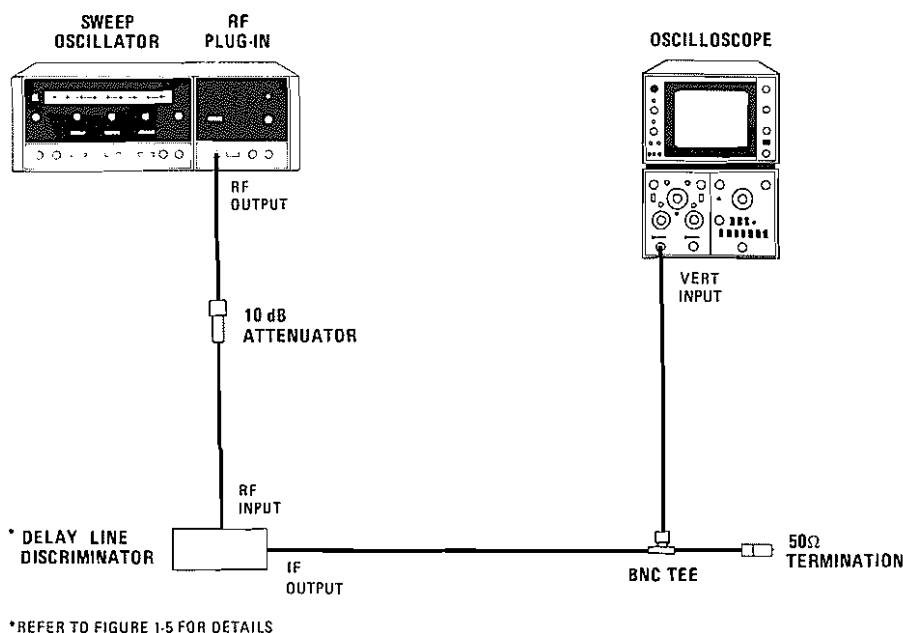 SWEEP
OSCILLATOR
RF
PLUG-IN
OSCILLOSCOPE
RF
OUTPUT
VERT
INPUT
10 dB
ATTENUATOR
RF
INPUT
* DELAY LINE
DISCRIMINATOR
IF
OUTPUT
BNC TEE
50Ω
TERMINATION
*REFER TO FIGURE 1-5 FOR DETAILS